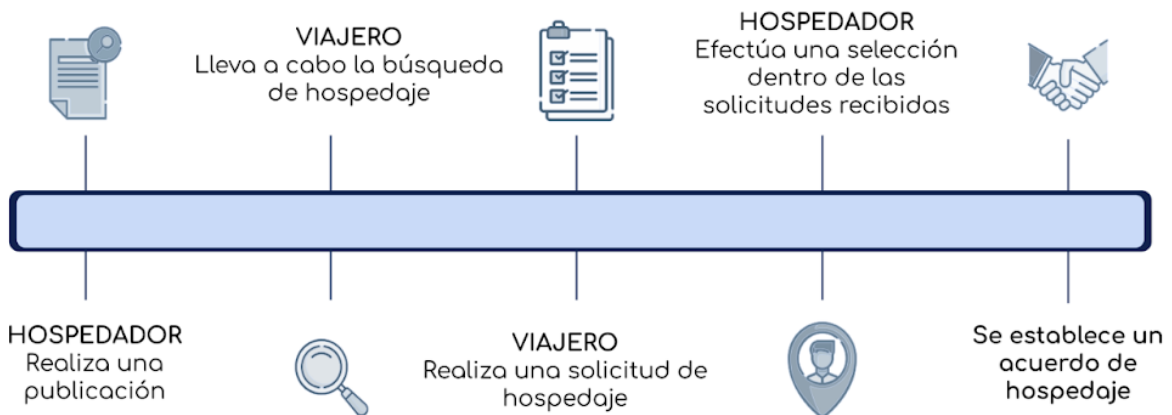 VIAJERO
Lleva a cabo la búsqueda
de hospedaje
HOSPEDADOR
Efectúa una selección
dentro de las
solicitudes recibidas
HOSPEDADOR
Realiza una
publicación
VIAJERO
Realiza una solicitud de
hospedaje
Se establece un
acuerdo de
hospedaje